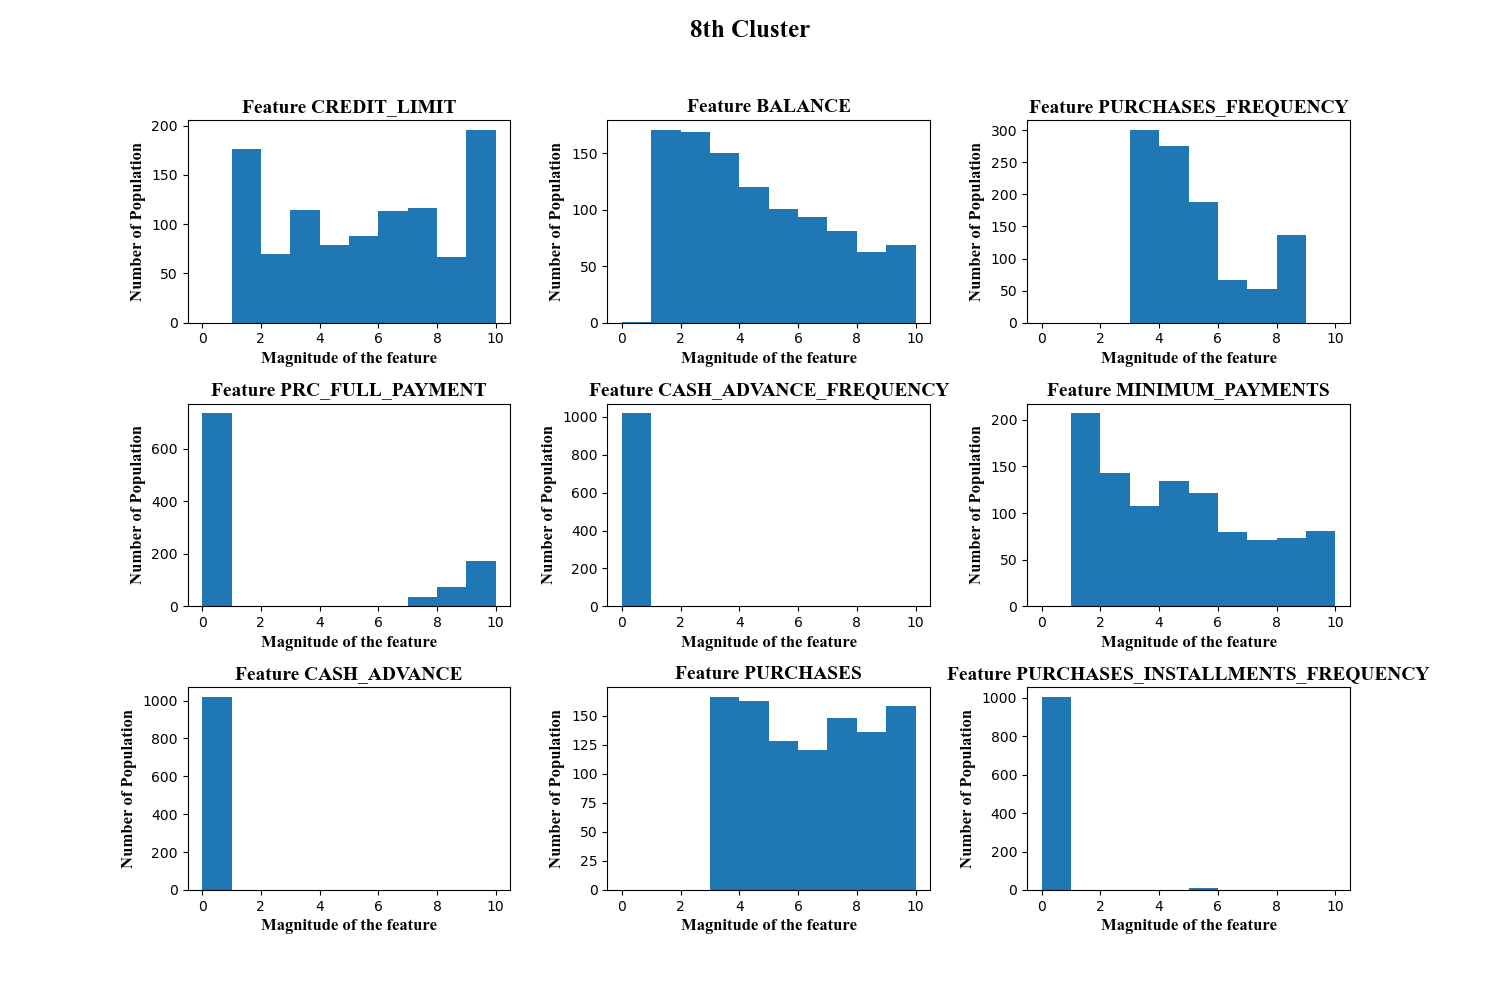 8th Cluster
Feature CREDIT_LIMIT
Number of Population
200
150
100
50
0
0 2 4 6 8 10
Magnitude of the feature
Feature BALANCE
Number of Population
150
100
50
0
0 2 4 6 8 10
Magnitude of the feature
Feature PURCHASES_FREQUENCY
Number of Population
300
250
200
150
100
50
0
0 2 4 6 8 10
Magnitude of the feature
Feature PRC_FULL_PAYMENT
Number of Population
600
400
200
0
0 2 4 6 8 10
Magnitude of the feature
Feature CASH_ADVANCE_FREQUENCY
Number of Population
1000
800
600
400
200
0
0 2 4 6 8 10
Magnitude of the feature
Feature MINIMUM_PAYMENTS
Number of Population
200
150
100
50
0
0 2 4 6 8 10
Magnitude of the feature
Feature CASH_ADVANCE
Number of Population
1000
800
600
400
200
0
0 2 4 6 8 10
Magnitude of the feature
Feature PURCHASES
Number of Population
150
125
100
75
50
25
0
0 2 4 6 8 10
Magnitude of the feature
Feature PURCHASES_INSTALLMENTS_FREQUENCY
Number of Population
1000
800
600
400
200
0
0 2 4 6 8 10
Magnitude of the feature